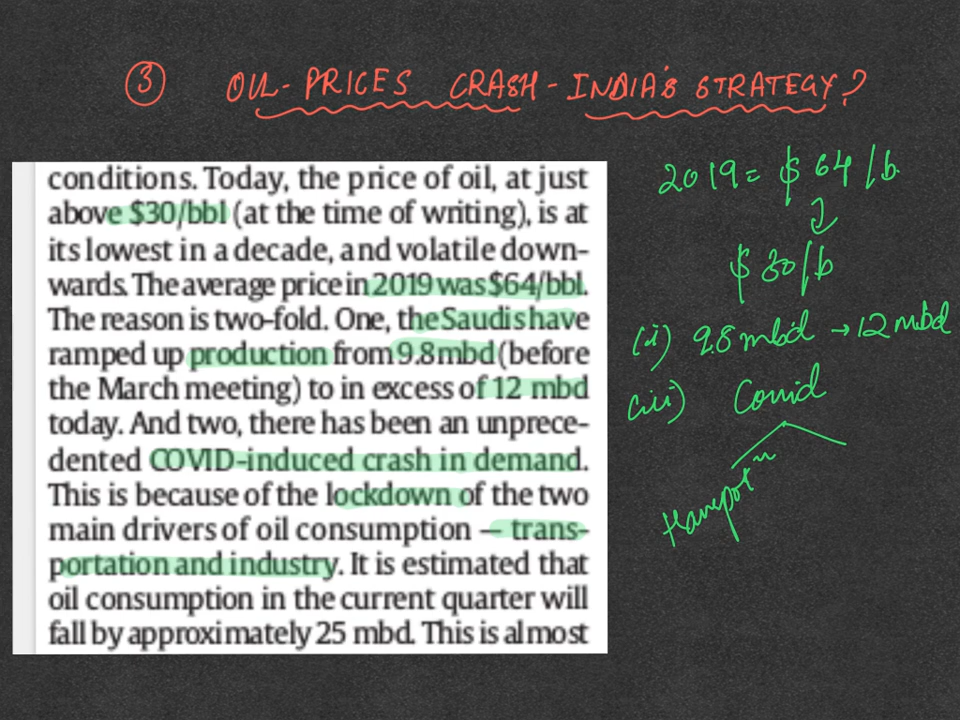 ③ OIL-PRICES CRASH - INDIA'S STRATEGY?
conditions. Today, the price of oil, at just
above $30/bbl (at the time of writing), is at
its lowest in a decade, and volatile down-
wards. The average price in 2019 was $64/bbl.
The reason is two-fold. One, the Saudis have
ramped up production from 9.8mbd (before
the March meeting) to in excess of 12 mbd
today. And two, there has been an unprece-
dented COVID-induced crash in demand.
This is because of the lockdown of the two
main drivers of oil consumption — trans-
portation and industry. It is estimated that
oil consumption in the current quarter will
fall by approximately 25 mbd. This is almost
2019 = $ 64/b
$ 30/b
(ii) 9.8 mbd → 12 mbd
(iii) Covid